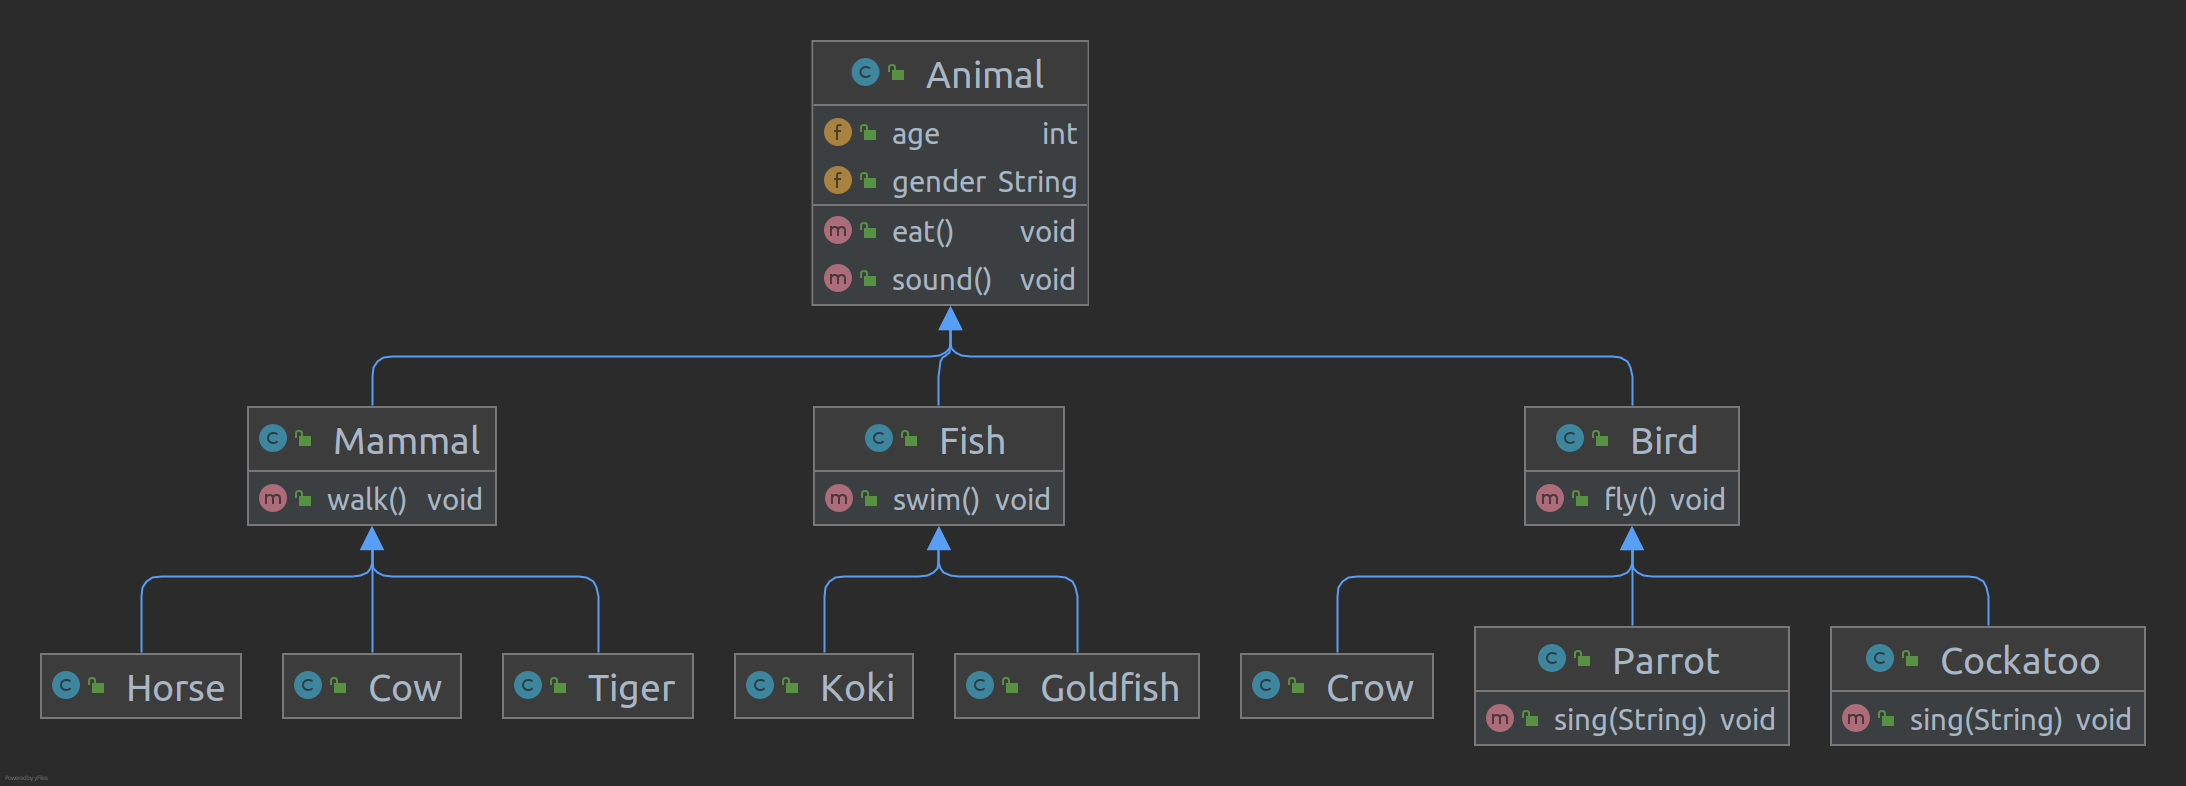 Animal
age int
gender String
eat() void
sound() void
Mammal
walk() void
Fish
swim() void
Bird
fly() void
Horse
Cow
Tiger
Koki
Goldfish
Crow
Parrot
sing(String) void
Cockatoo
sing(String) void
Powered by yFiles